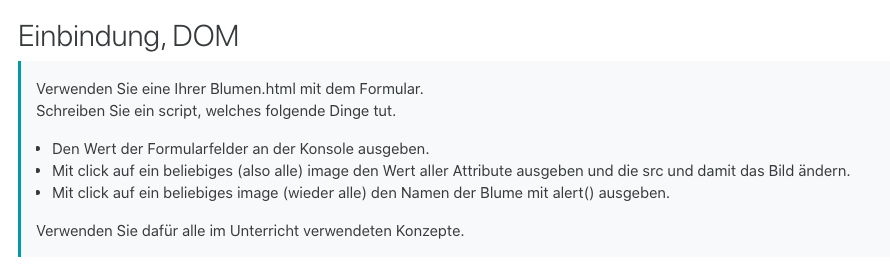 Einbindung, DOM
Verwenden Sie eine Ihrer Blumen.html mit dem Formular.
Schreiben Sie ein script, welches folgende Dinge tut.
• Den Wert der Formularfelder an der Konsole ausgeben.
• Mit click auf ein beliebiges (also alle) image den Wert aller Attribute ausgeben und die src und damit das Bild ändern.
• Mit click auf ein beliebiges image (wieder alle) den Namen der Blume mit alert() ausgeben.
Verwenden Sie dafür alle im Unterricht verwendeten Konzepte.